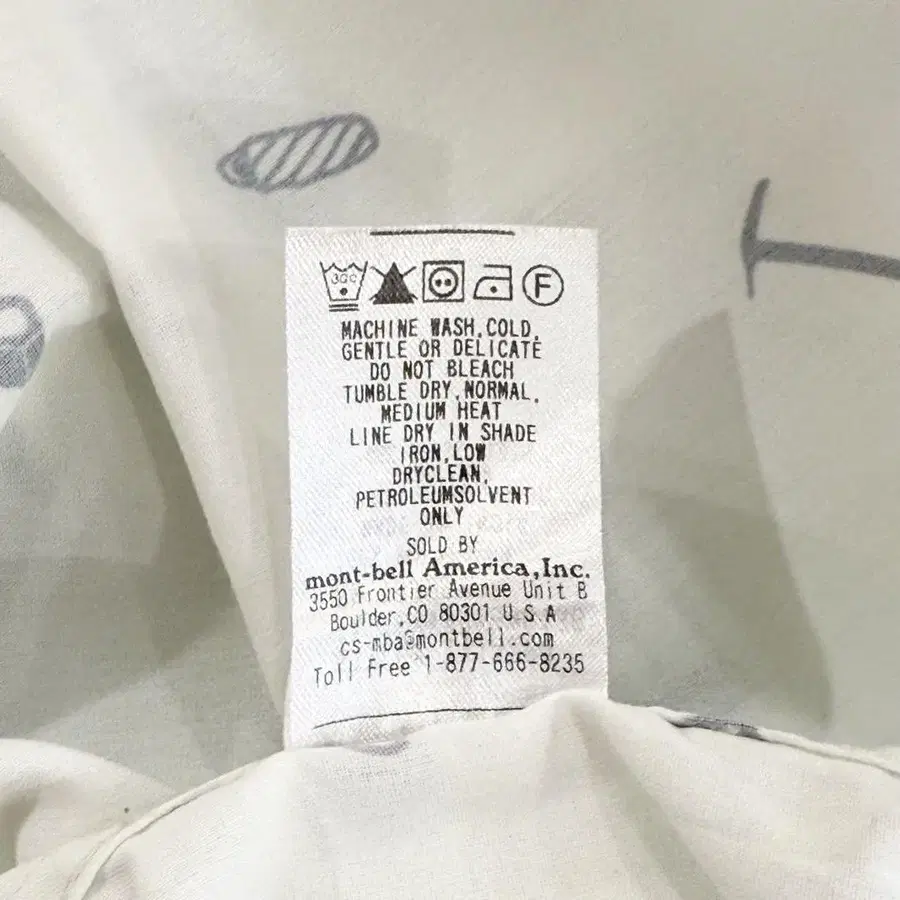 30C
F
MACHINE WASH,COLD,
GENTLE OR DELICATE
DO NOT BLEACH
TUMBLE DRY,NORMAL,
MEDIUM HEAT
LINE DRY IN SHADE
IRON,LOW
DRYCLEAN,
PETROLEUMSOLVENT
ONLY
SOLD BY
mont-bell America,Inc.
3550 Frontier Avenue Unit B
Boulder,CO 80301 U.S.A
cs-mba@montbell.com
Toll Free 1-877-666-8235